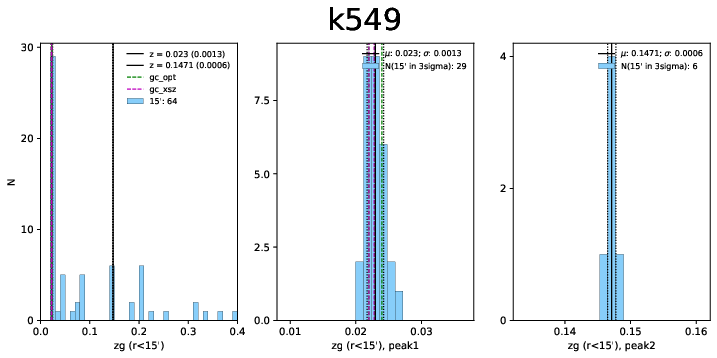 k549
z = 0.023 (0.0013)
z = 0.1471 (0.0006)
gc_opt
gc_xsz
15': 64
N
30
20
10
0
0.0 0.1 0.2 0.3 0.4
zg (r<15')
μ: 0.023; σ: 0.0013
N(15' in 3sigma): 29
7.5
5.0
2.5
0.0
0.01 0.02 0.03
zg (r<15'), peak1
μ: 0.1471; σ: 0.0006
N(15' in 3sigma): 6
4
2
0
0.14 0.15 0.16
zg (r<15'), peak2